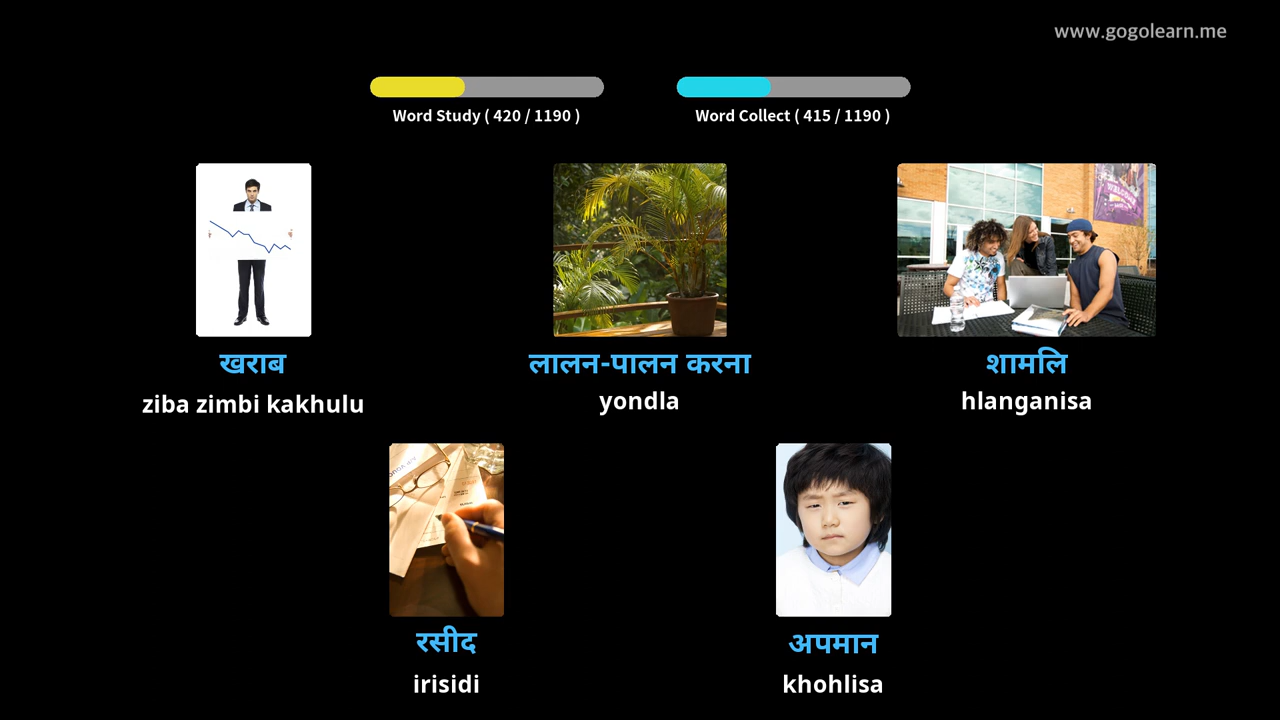 www.gogolearn.me
Word Study ( 420 / 1190 )
Word Collect ( 415 / 1190 )
खराब
लालन-पालन करना
शामलि
ziba zimbi kakhulu
yondla
hlanganisa
रसीद
अपमान
irisidi
khohlisa